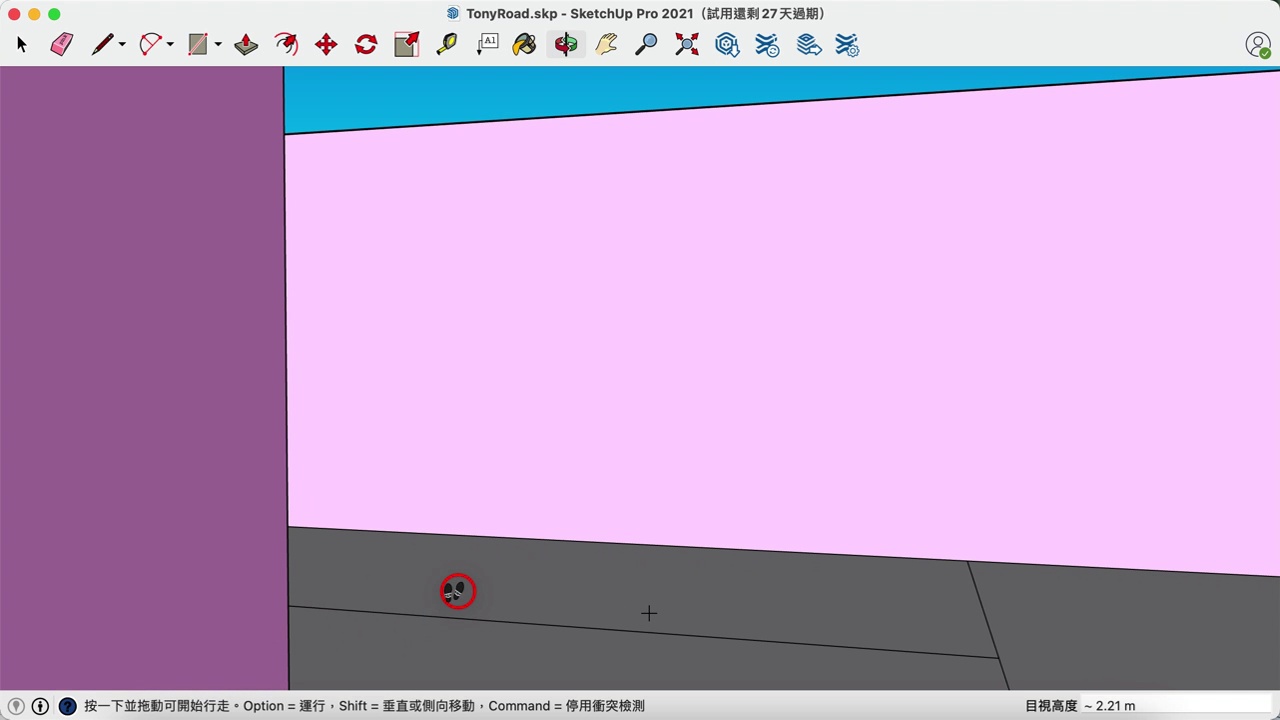 TonyRoad.skp - SketchUp Pro 2021（試用還剩 27 天過期）
A1
按一下並拖動可開始行走。Option = 運行，Shift = 垂直或側向移動，Command = 停用衝突檢測
目視高度 ~ 2.21 m